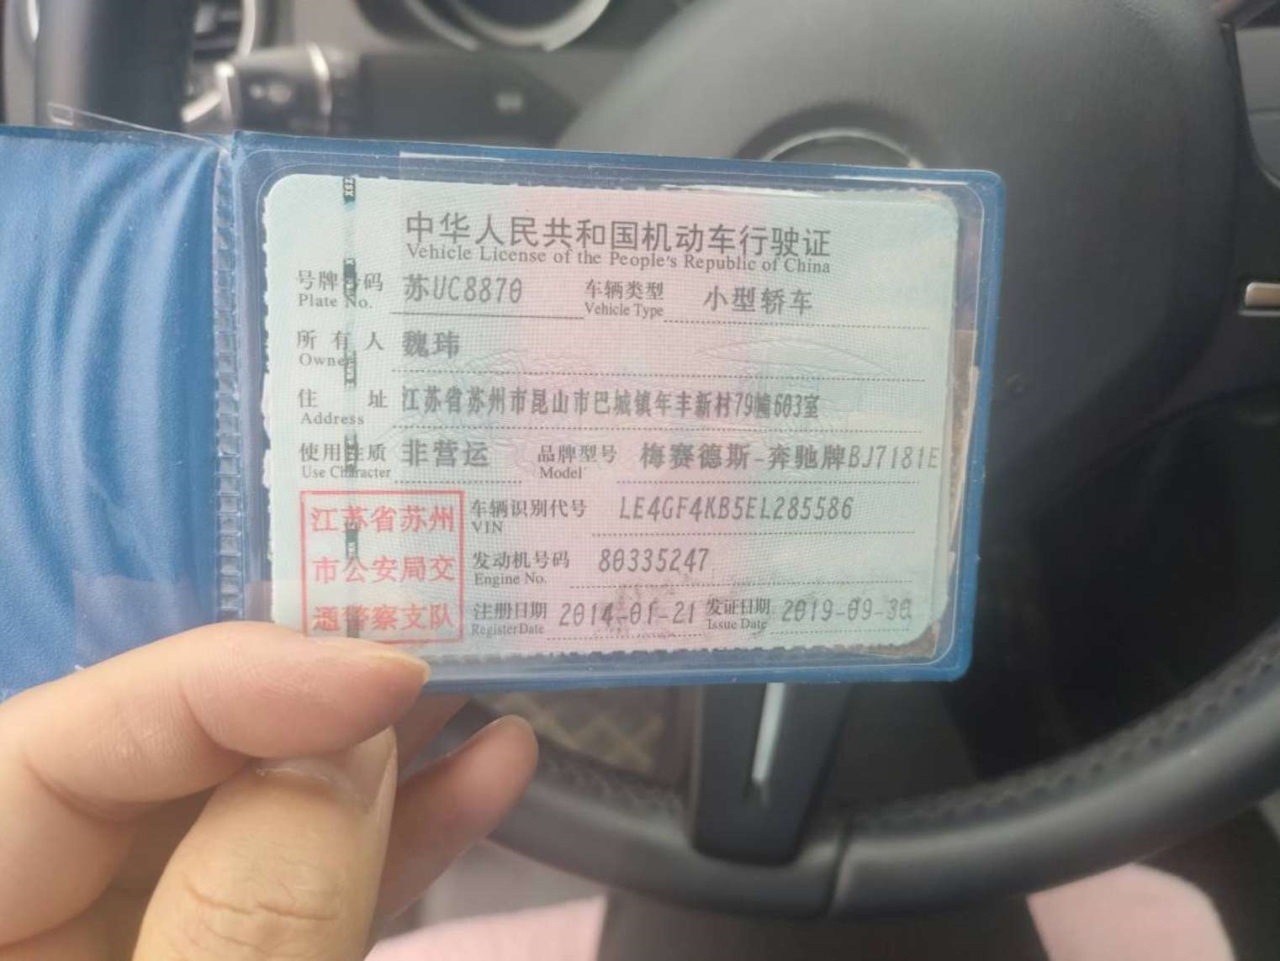 中华人民共和国机动车行驶证
Vehicle License of the People's Republic of China
号牌号码 苏UC8870 车辆类型 小型轿车
Plate No. Vehicle Type
所有人 魏玮
Owner
住址 江苏省苏州市昆山市巴城镇年丰新村79幢603室
Address
使用性质 非营运 品牌型号 梅赛德斯-奔驰牌BJ7181E
Use Character Model
江苏省苏州
市公安局交
通警察支队
车辆识别代号 LE4GF4KB5EL285586
VIN
发动机号码 80335247
Engine No.
注册日期 2014-01-21 发证日期 2019-09-30
Register Date Issue Date